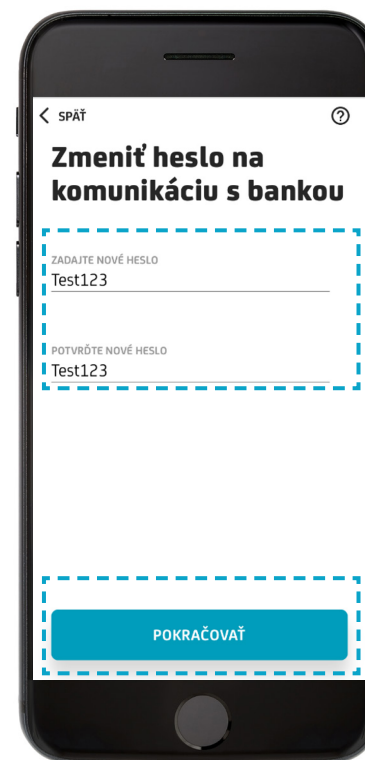 SPÄŤ
Zmeniť heslo na
komunikáciu s bankou
ZADAJTE NOVÉ HESLO
Test123
POTVRĎTE NOVÉ HESLO
Test123
POKRAČOVAŤ